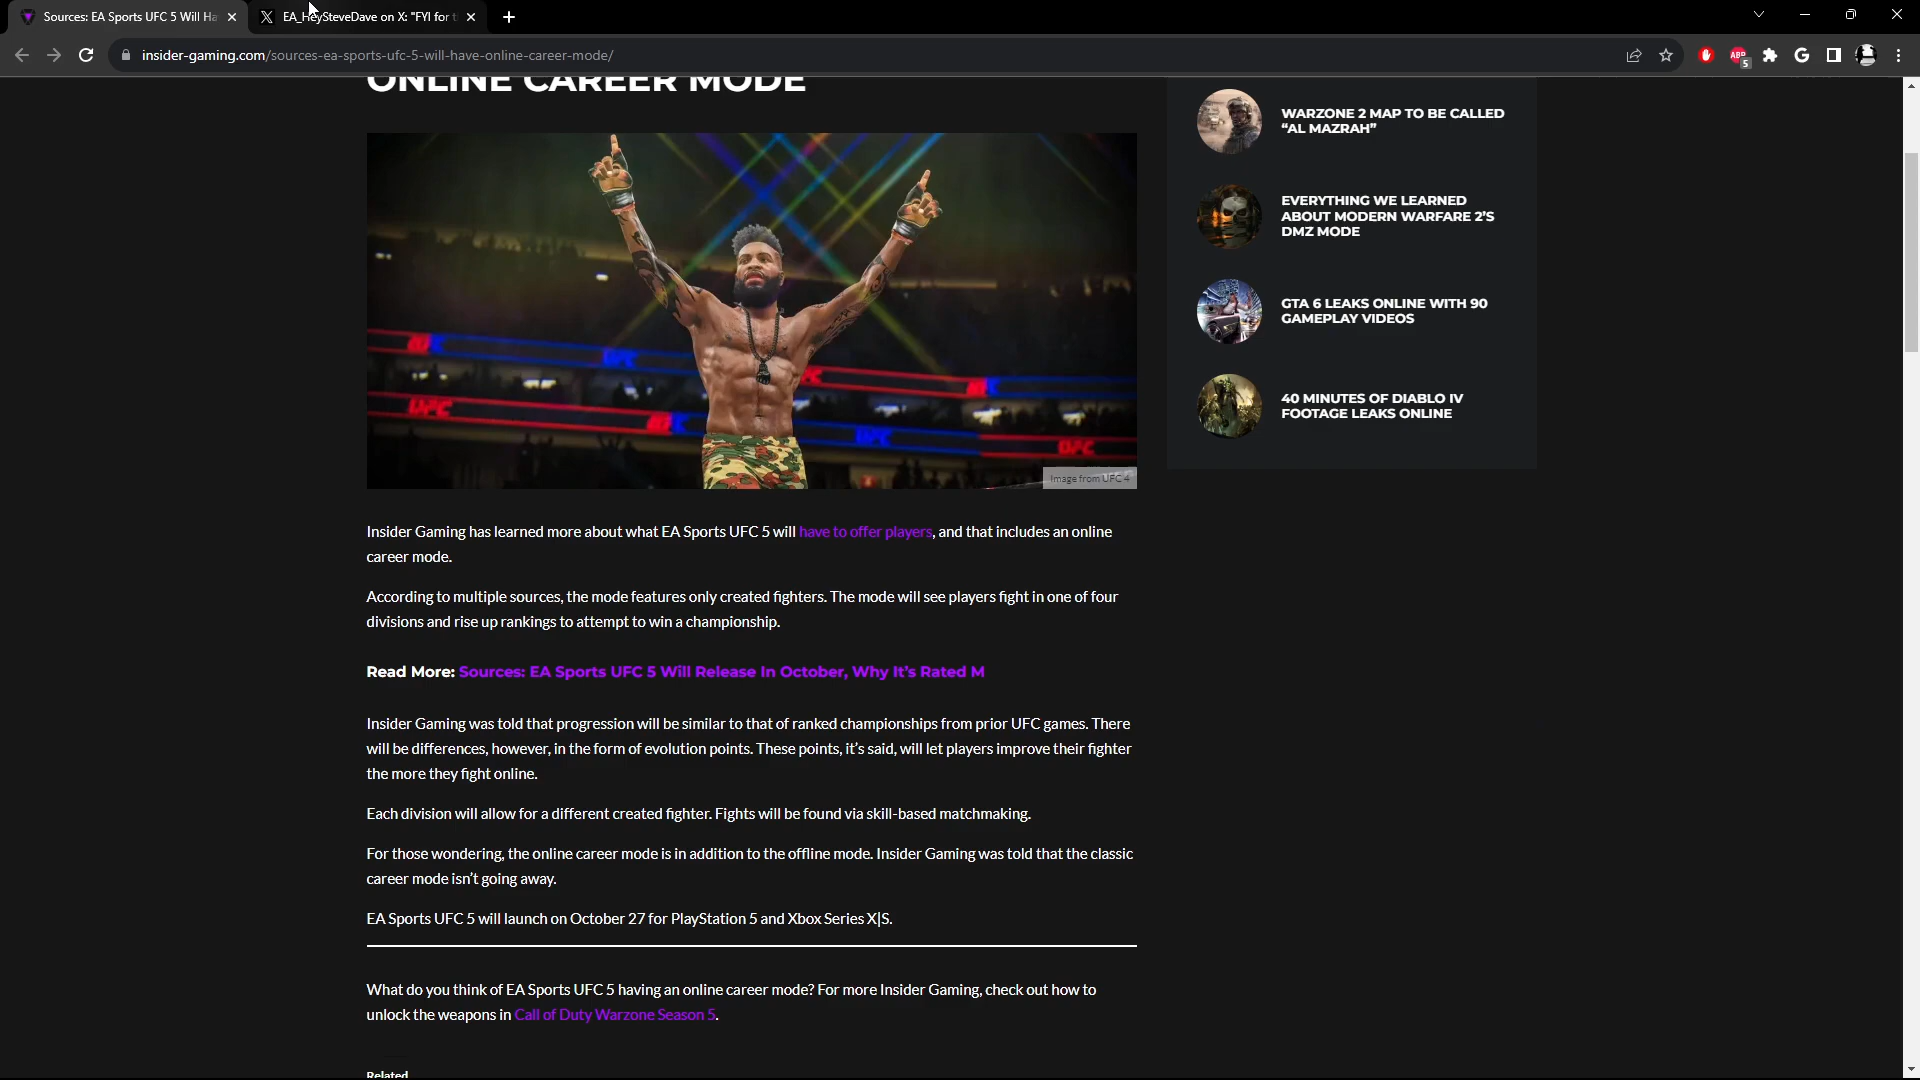 Sources: EA Sports UFC 5 Will Ha
EA_HeySteveDave on X: "FYI for t
insider-gaming.com/sources-ea-sports-ufc-5-will-have-online-career-mode/
ABP
5
ONLINE CAREER MODE
UFC
UFC
UFC
UFC
Image from UFC 4
WARZONE 2 MAP TO BE CALLED
“AL MAZRAH”
EVERYTHING WE LEARNED
ABOUT MODERN WARFARE 2’S
DMZ MODE
GTA 6 LEAKS ONLINE WITH 90
GAMEPLAY VIDEOS
40 MINUTES OF DIABLO IV
FOOTAGE LEAKS ONLINE
Insider Gaming has learned more about what EA Sports UFC 5 will have to offer players, and that includes an online
career mode.
According to multiple sources, the mode features only created fighters. The mode will see players fight in one of four
divisions and rise up rankings to attempt to win a championship.
Read More: Sources: EA Sports UFC 5 Will Release In October, Why It’s Rated M
Insider Gaming was told that progression will be similar to that of ranked championships from prior UFC games. There
will be differences, however, in the form of evolution points. These points, it’s said, will let players improve their fighter
the more they fight online.
Each division will allow for a different created fighter. Fights will be found via skill-based matchmaking.
For those wondering, the online career mode is in addition to the offline mode. Insider Gaming was told that the classic
career mode isn’t going away.
EA Sports UFC 5 will launch on October 27 for PlayStation 5 and Xbox Series X|S.
What do you think of EA Sports UFC 5 having an online career mode? For more Insider Gaming, check out how to
unlock the weapons in Call of Duty Warzone Season 5.
Related